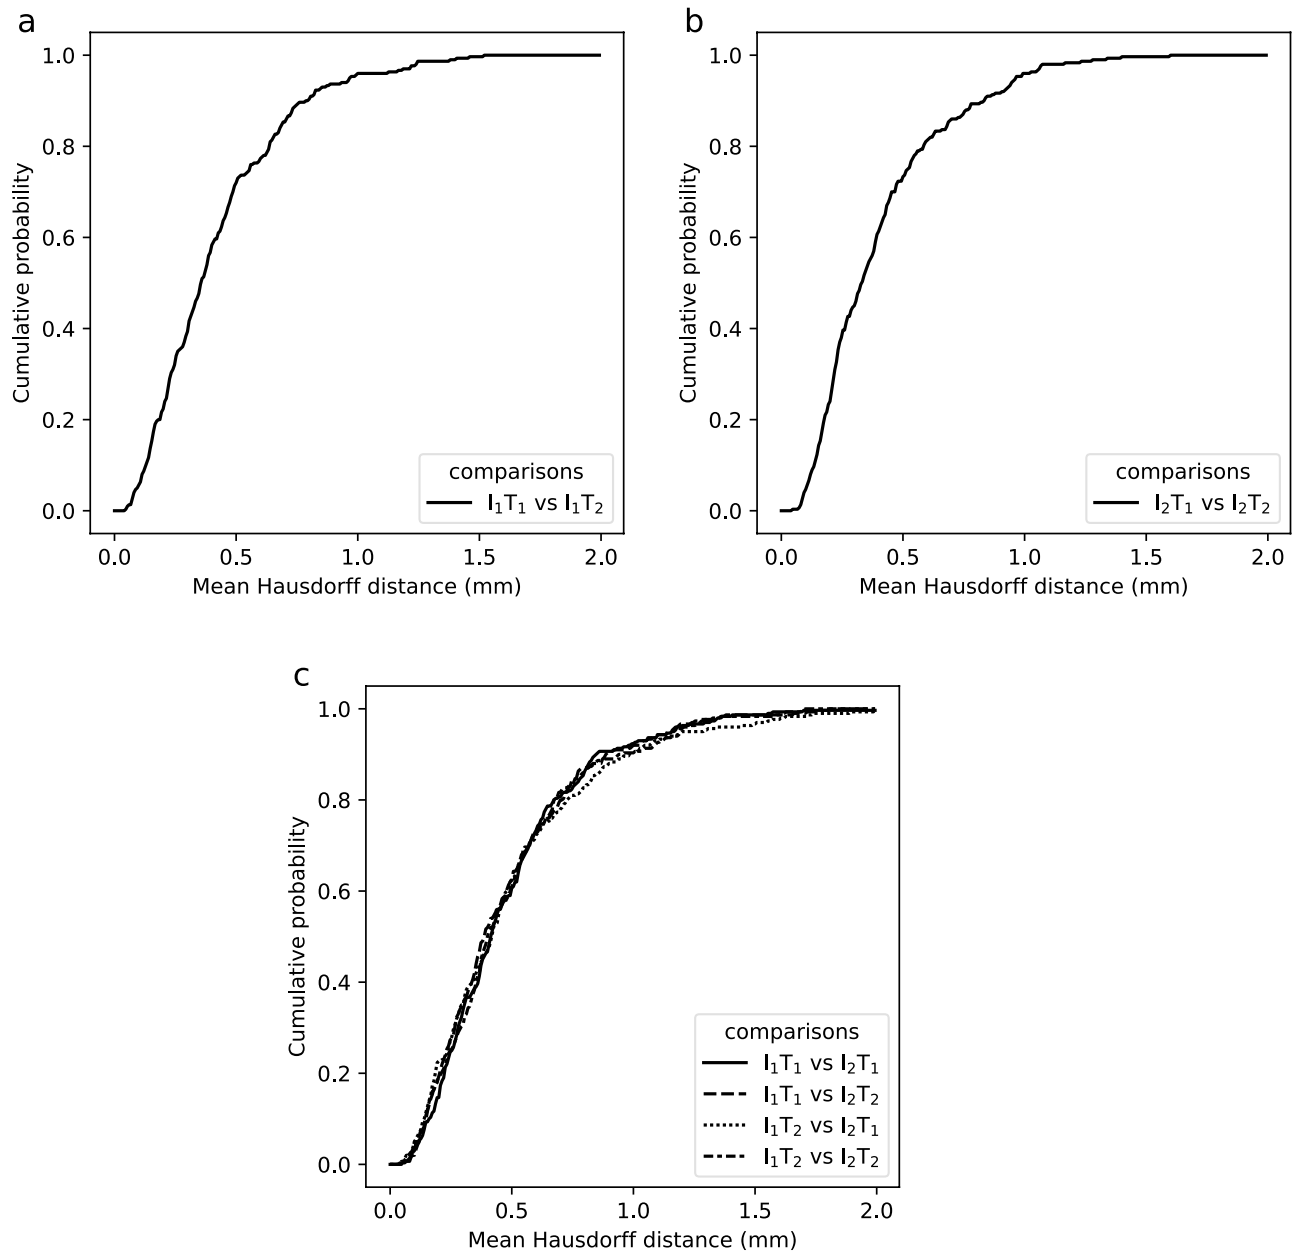 a
1.0
0.8
0.6
0.4
0.2
0.0
Cumulative probability
comparisons
I₁T₁ vs I₁T₂
0.0 0.5 1.0 1.5 2.0
Mean Hausdorff distance (mm)
b
1.0
0.8
0.6
0.4
0.2
0.0
Cumulative probability
comparisons
I₂T₁ vs I₂T₂
0.0 0.5 1.0 1.5 2.0
Mean Hausdorff distance (mm)
c
1.0
0.8
0.6
0.4
0.2
0.0
Cumulative probability
comparisons
I₁T₁ vs I₂T₁
I₁T₁ vs I₂T₂
I₁T₂ vs I₂T₁
I₁T₂ vs I₂T₂
0.0 0.5 1.0 1.5 2.0
Mean Hausdorff distance (mm)